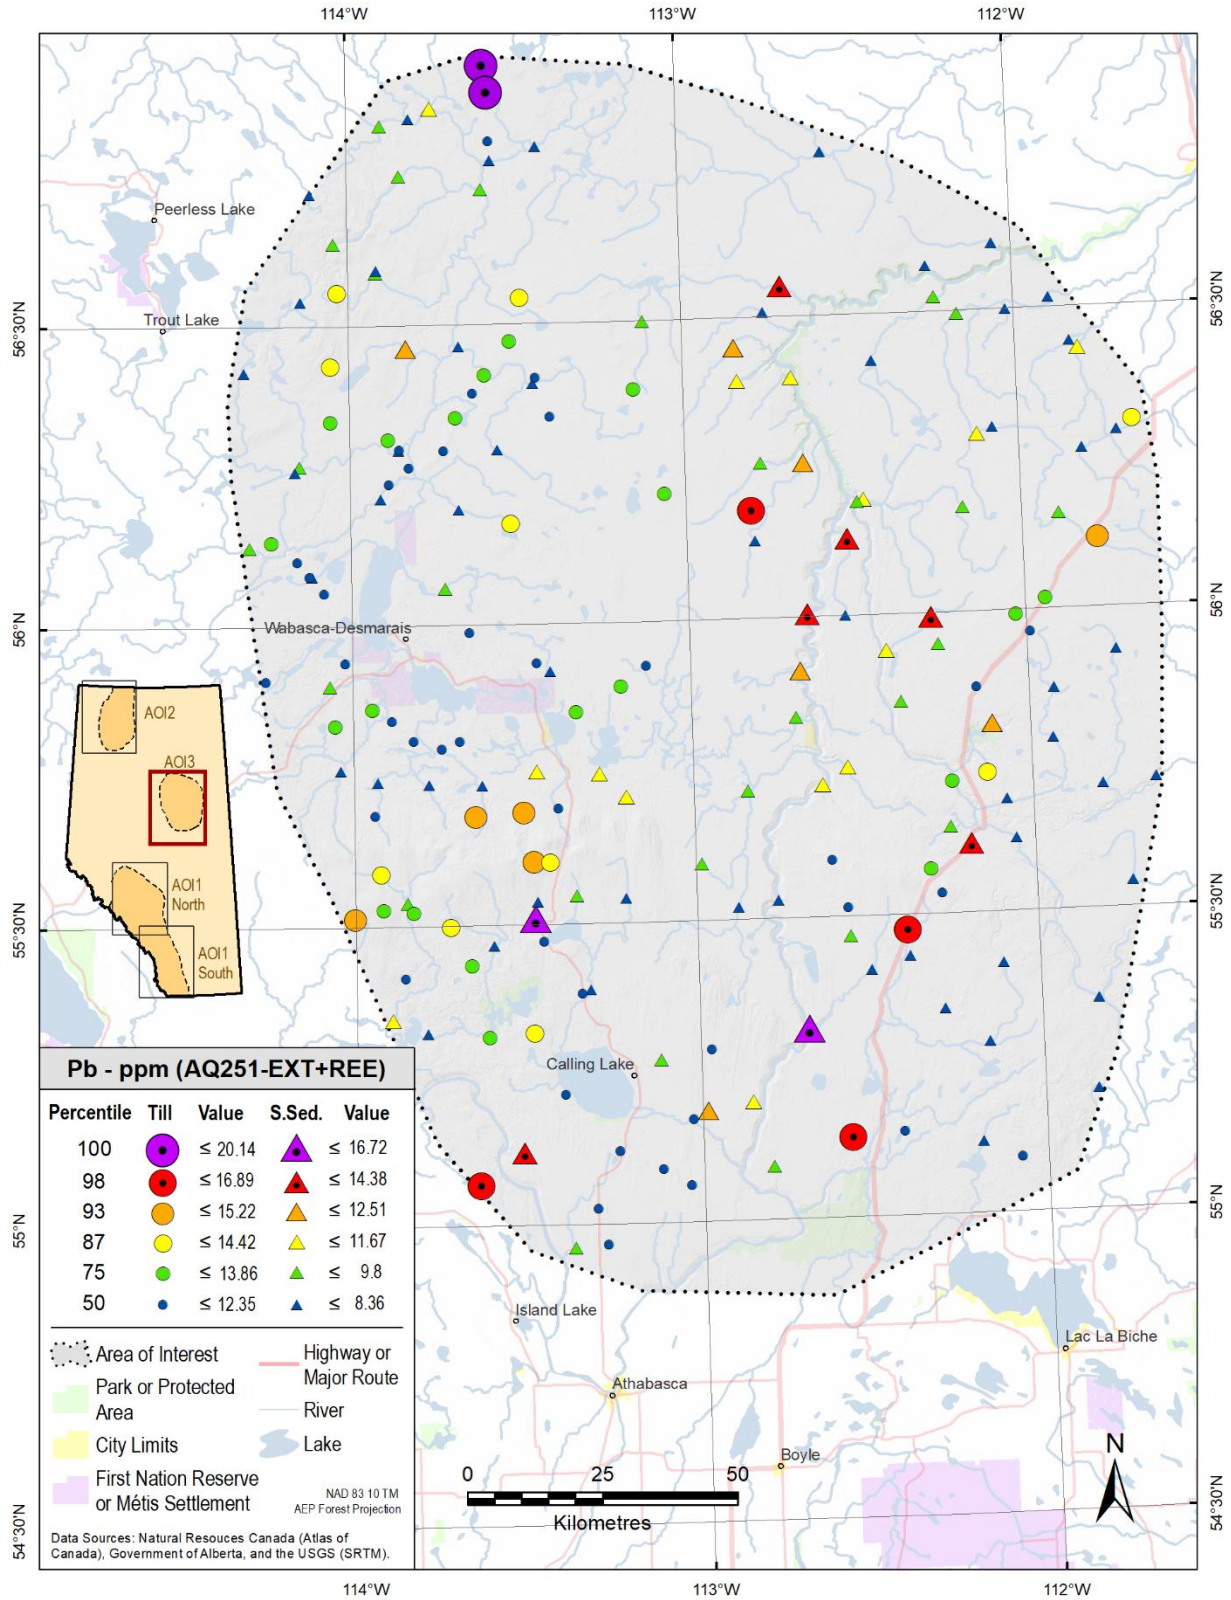 114°W 113°W 112°W
Peerless Lake
Trout Lake
56°30'N
56°30'N
56°N
56°N
Wabasca-Desmarais
AOI2
AOI3
AOI1
North
AOI1
South
55°30'N
55°30'N
Calling Lake
Pb - ppm (AQ251-EXT+REE)
Percentile Till Value S.Sed. Value
100 ≤ 20.14 ≤ 16.72
98 ≤ 16.89 ≤ 14.38
93 ≤ 15.22 ≤ 12.51
87 ≤ 14.42 ≤ 11.67
75 ≤ 13.86 ≤ 9.8
50 ≤ 12.35 ≤ 8.36
55°N
55°N
Island Lake
Lac La Biche
Athabasca
Boyle
Area of Interest
Highway or
Major Route
Park or Protected
Area
River
City Limits
Lake
First Nation Reserve
or Métis Settlement
NAD 83 10 TM
AEP Forest Projection
Data Sources: Natural Resouces Canada (Atlas of
Canada), Government of Alberta, and the USGS (SRTM).
0 25 50
Kilometres
N
54°30'N
54°30'N
114°W 113°W 112°W